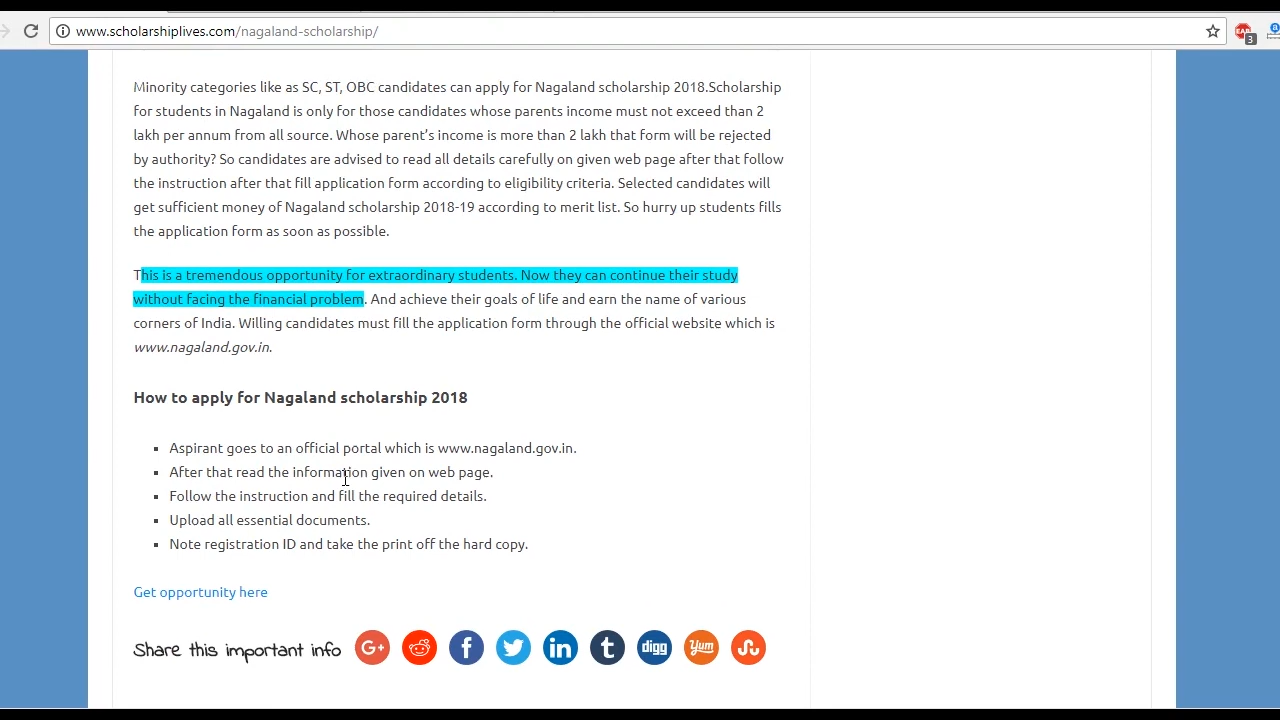 www.scholarshiplives.com/nagaland-scholarship/
3
Minority categories like as SC, ST, OBC candidates can apply for Nagaland scholarship 2018.Scholarship
for students in Nagaland is only for those candidates whose parents income must not exceed than 2
lakh per annum from all source. Whose parent’s income is more than 2 lakh that form will be rejected
by authority? So candidates are advised to read all details carefully on given web page after that follow
the instruction after that fill application form according to eligibility criteria. Selected candidates will
get sufficient money of Nagaland scholarship 2018-19 according to merit list. So hurry up students fills
the application form as soon as possible.
This is a tremendous opportunity for extraordinary students. Now they can continue their study
without facing the financial problem. And achieve their goals of life and earn the name of various
corners of India. Willing candidates must fill the application form through the official website which is
www.nagaland.gov.in.
How to apply for Nagaland scholarship 2018
Aspirant goes to an official portal which is www.nagaland.gov.in.
After that read the information given on web page.
Follow the instruction and fill the required details.
Upload all essential documents.
Note registration ID and take the print off the hard copy.
Get opportunity here
Share this important info G+ f in t digg Yum